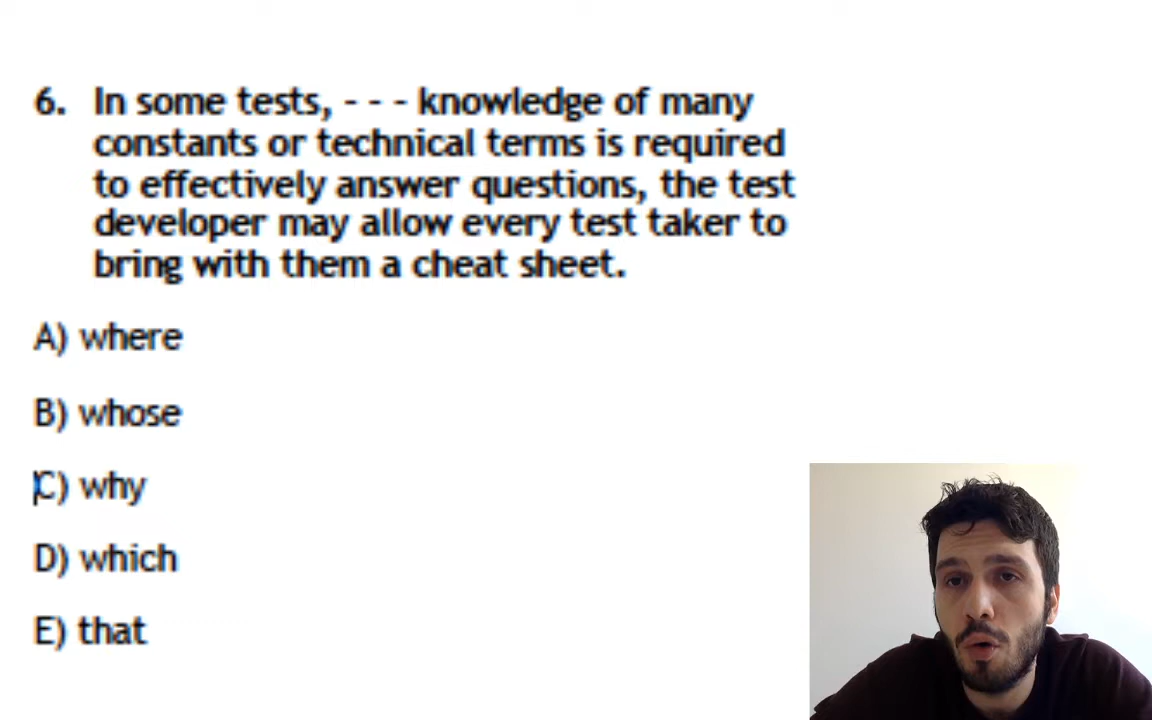 6. In some tests, - - - knowledge of many
constants or technical terms is required
to effectively answer questions, the test
developer may allow every test taker to
bring with them a cheat sheet.
A) where
B) whose
C) why
D) which
E) that